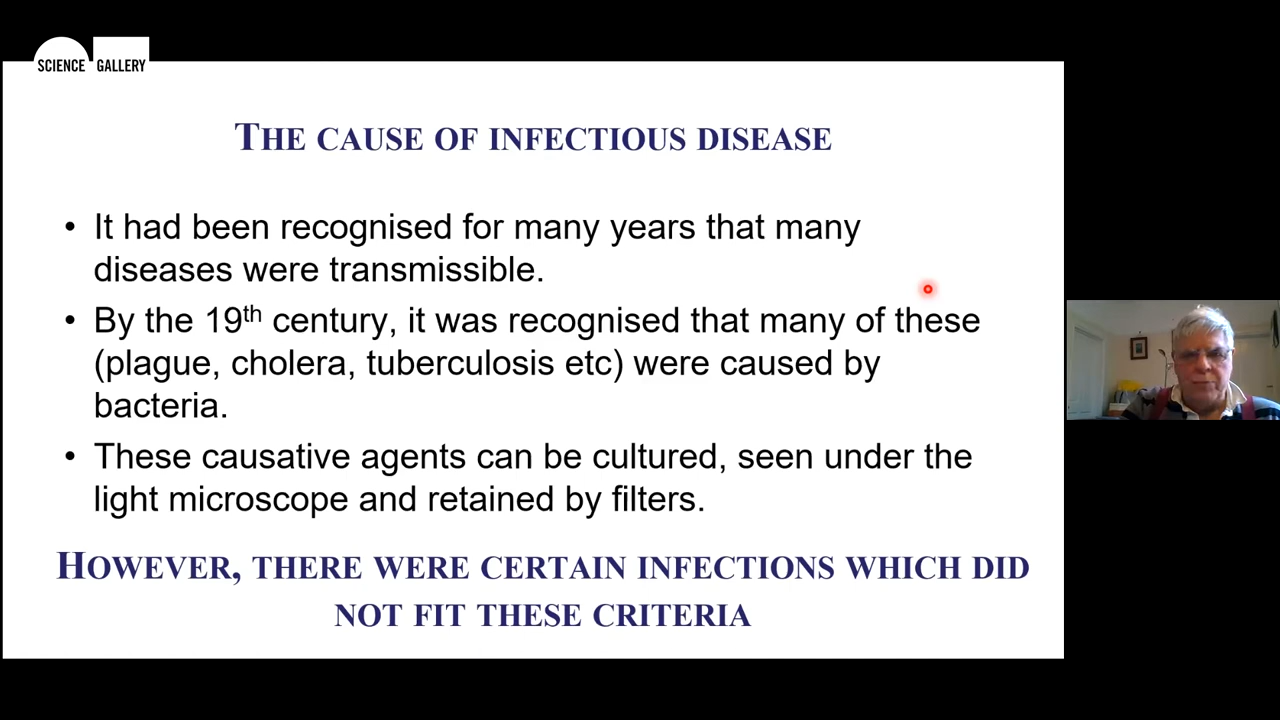 SCIENCE GALLERY
THE CAUSE OF INFECTIOUS DISEASE
• It had been recognised for many years that many
diseases were transmissible.
• By the 19th century, it was recognised that many of these
(plague, cholera, tuberculosis etc) were caused by
bacteria.
• These causative agents can be cultured, seen under the
light microscope and retained by filters.
HOWEVER, THERE WERE CERTAIN INFECTIONS WHICH DID
NOT FIT THESE CRITERIA